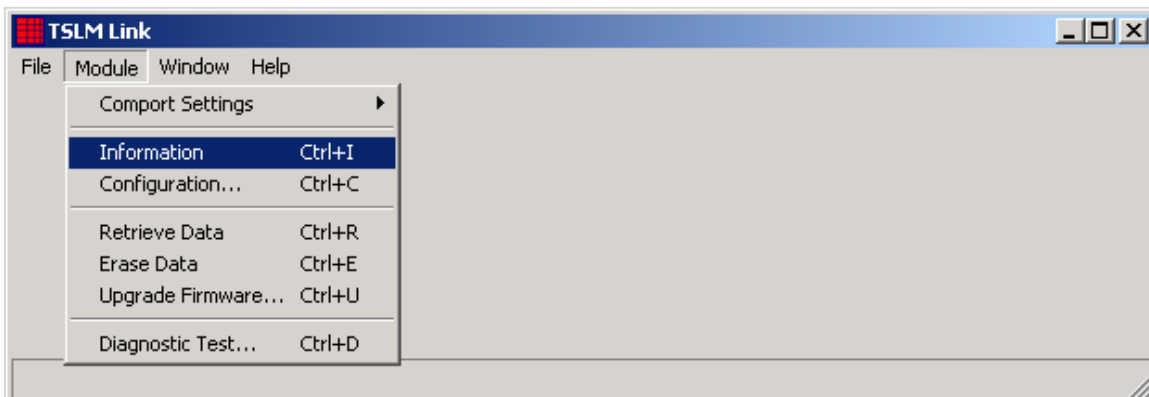 TSLM Link
File Module Window Help
Comport Settings
Information Ctrl+I
Configuration... Ctrl+C
Retrieve Data Ctrl+R
Erase Data Ctrl+E
Upgrade Firmware... Ctrl+U
Diagnostic Test... Ctrl+D